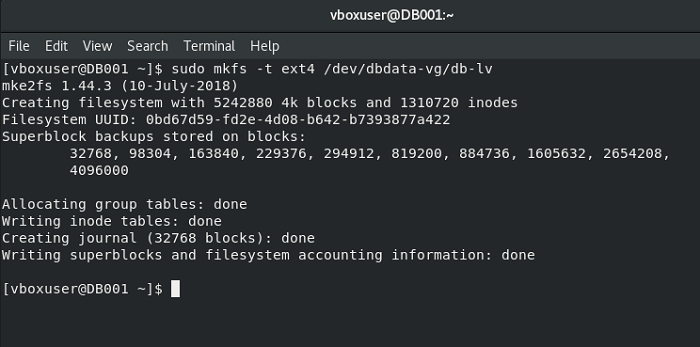 vboxuser@DB001:~
File Edit View Search Terminal Help
[vboxuser@DB001 ~]$ sudo mkfs -t ext4 /dev/dbdata-vg/db-lv
mke2fs 1.44.3 (10-July-2018)
Creating filesystem with 5242880 4k blocks and 1310720 inodes
Filesystem UUID: 0bd67d59-fd2e-4d08-b642-b7393877a422
Superblock backups stored on blocks:
        32768, 98304, 163840, 229376, 294912, 819200, 884736, 1605632, 2654208,
        4096000

Allocating group tables: done
Writing inode tables: done
Creating journal (32768 blocks): done
Writing superblocks and filesystem accounting information: done

[vboxuser@DB001 ~]$